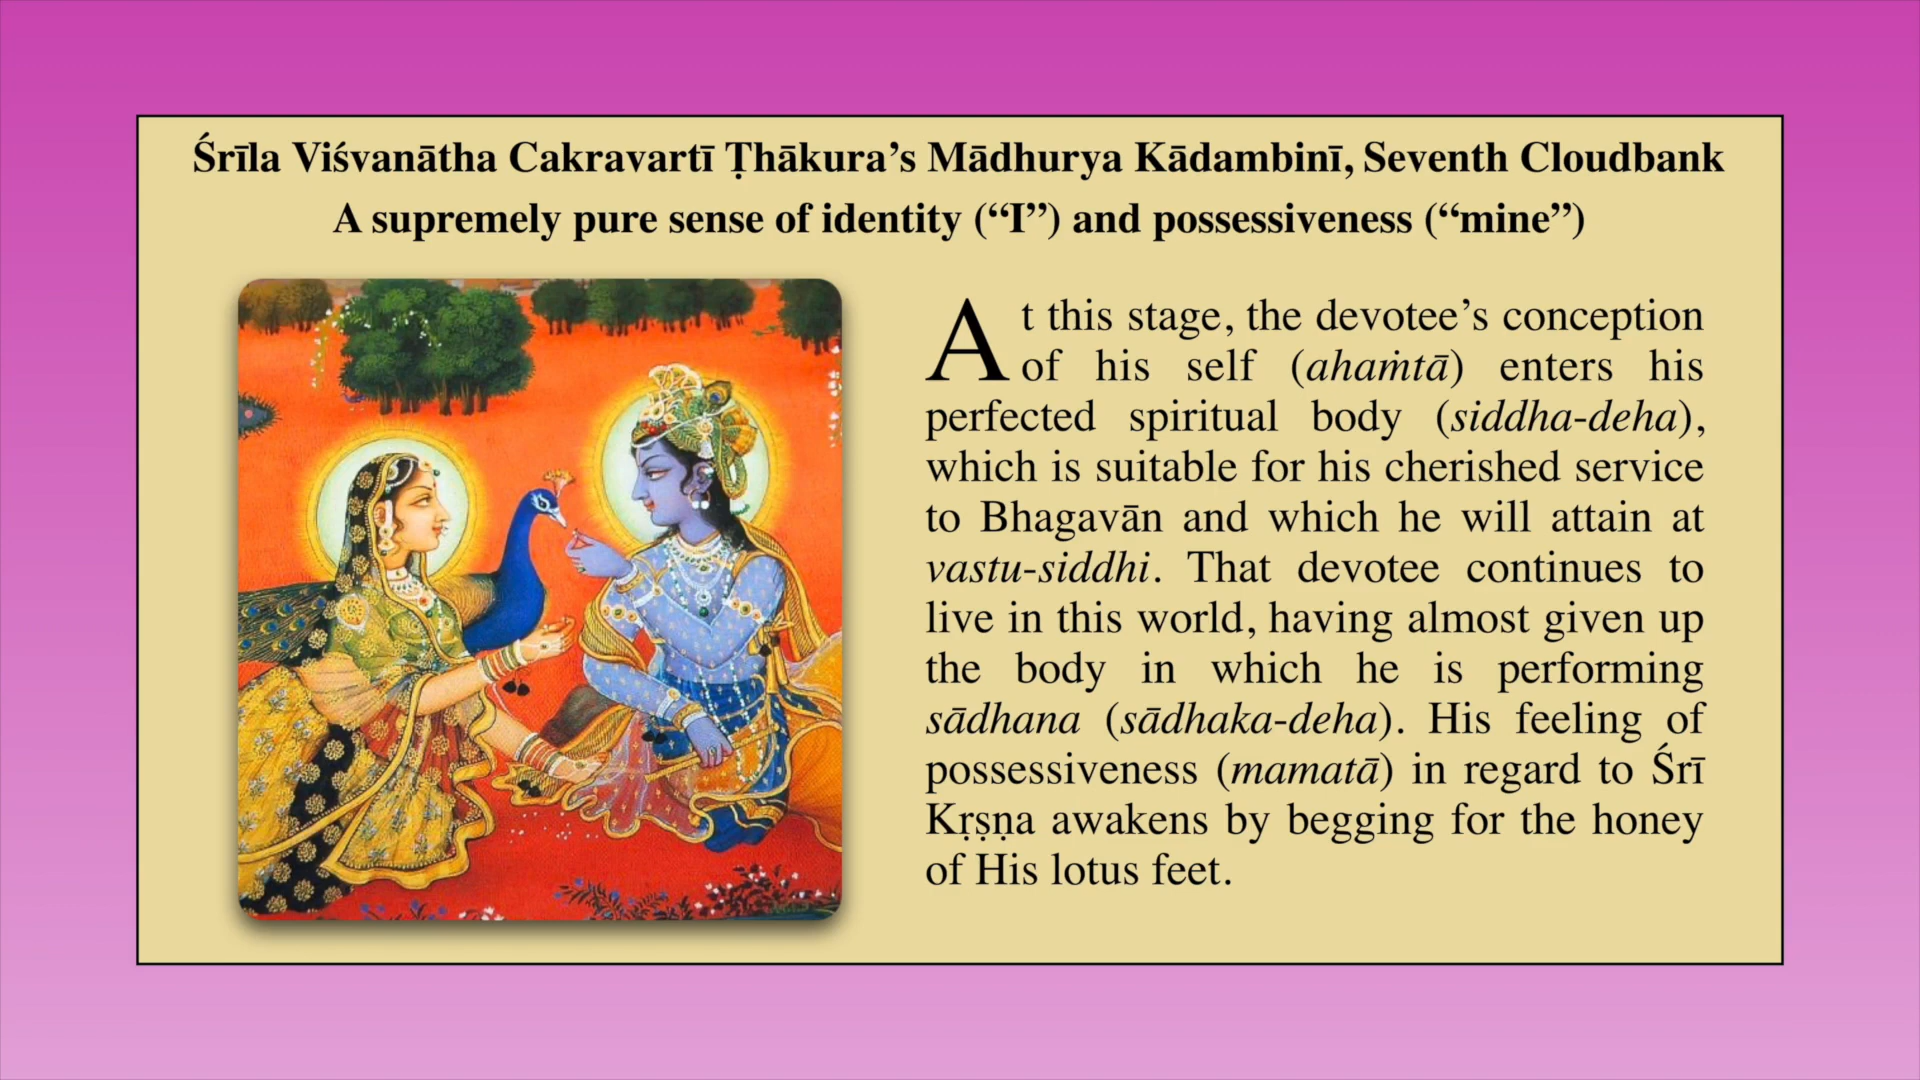 Śrīla Viśvanātha Cakravartī Ṭhākura’s Mādhurya Kādambinī, Seventh Cloudbank
A supremely pure sense of identity (“I”) and possessiveness (“mine”)
At this stage, the devotee’s conception
of his self (ahaṁtā) enters his
perfected spiritual body (siddha-deha),
which is suitable for his cherished service
to Bhagavān and which he will attain at
vastu-siddhi. That devotee continues to
live in this world, having almost given up
the body in which he is performing
sādhana (sādhaka-deha). His feeling of
possessiveness (mamatā) in regard to Śrī
Kṛṣṇa awakens by begging for the honey
of His lotus feet.